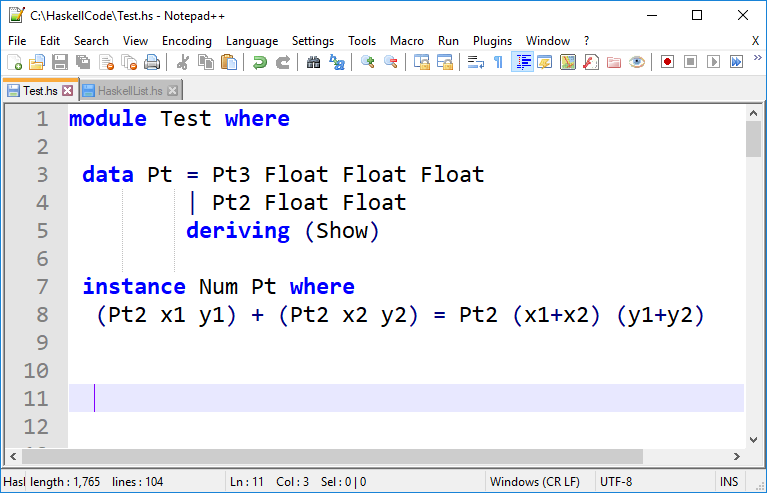 C:\HaskellCode\Test.hs - Notepad++
File Edit Search View Encoding Language Settings Tools Macro Run Plugins Window ? X
Test.hs HaskellList.hs
1 module Test where
2
3 data Pt = Pt3 Float Float Float
4 | Pt2 Float Float
5 deriving (Show)
6
7 instance Num Pt where
8 (Pt2 x1 y1) + (Pt2 x2 y2) = Pt2 (x1+x2) (y1+y2)
9
10
11
12
Hasl length : 1,765 lines : 104 Ln : 11 Col : 3 Sel : 0 | 0 Windows (CR LF) UTF-8 INS